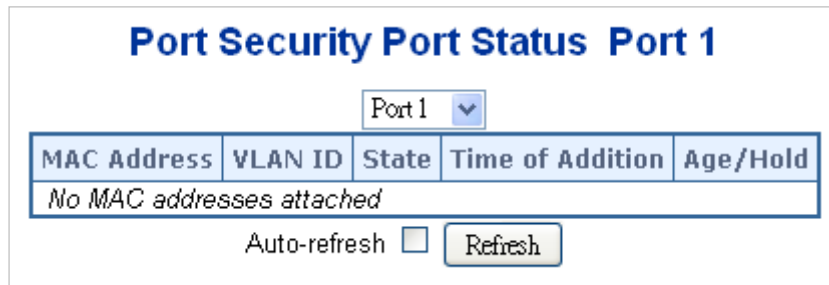 Port Security Port Status Port 1
Port 1
MAC Address VLAN ID State Time of Addition Age/Hold
No MAC addresses attached
Auto-refresh Refresh